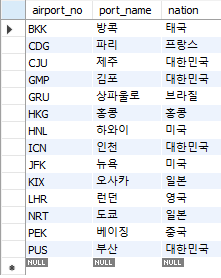 airport_no port_name nation
BKK 방콕 태국
CDG 파리 프랑스
CJU 제주 대한민국
GMP 김포 대한민국
GRU 상파울로 브라질
HKG 홍콩 홍콩
HNL 하와이 미국
ICN 인천 대한민국
JFK 뉴욕 미국
KIX 오사카 일본
LHR 런던 영국
NRT 도쿄 일본
PEK 베이징 중국
PUS 부산 대한민국
NULL NULL NULL